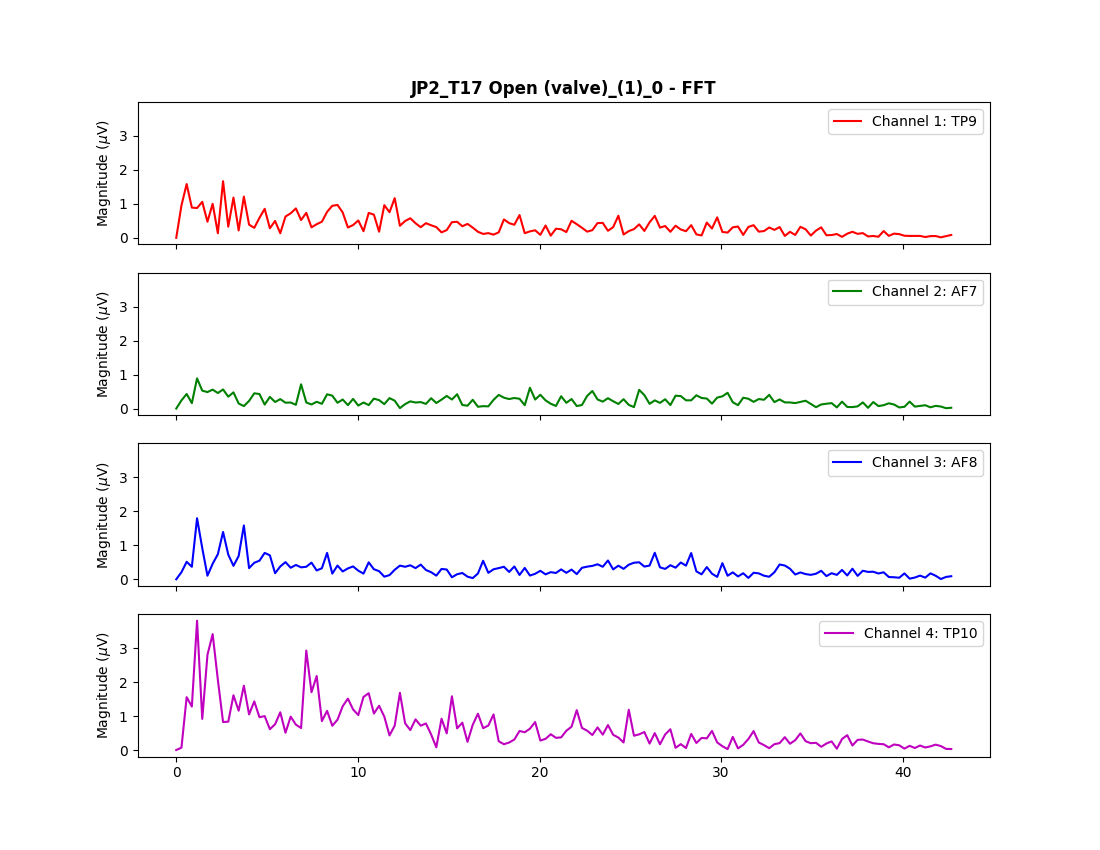 JP2_T17 Open (valve)_(1)_0 - FFT
Magnitude (μV)
3
2
1
0
Channel 1: TP9
Magnitude (μV)
3
2
1
0
Channel 2: AF7
Magnitude (μV)
3
2
1
0
Channel 3: AF8
Magnitude (μV)
3
2
1
0
Channel 4: TP10
0 10 20 30 40